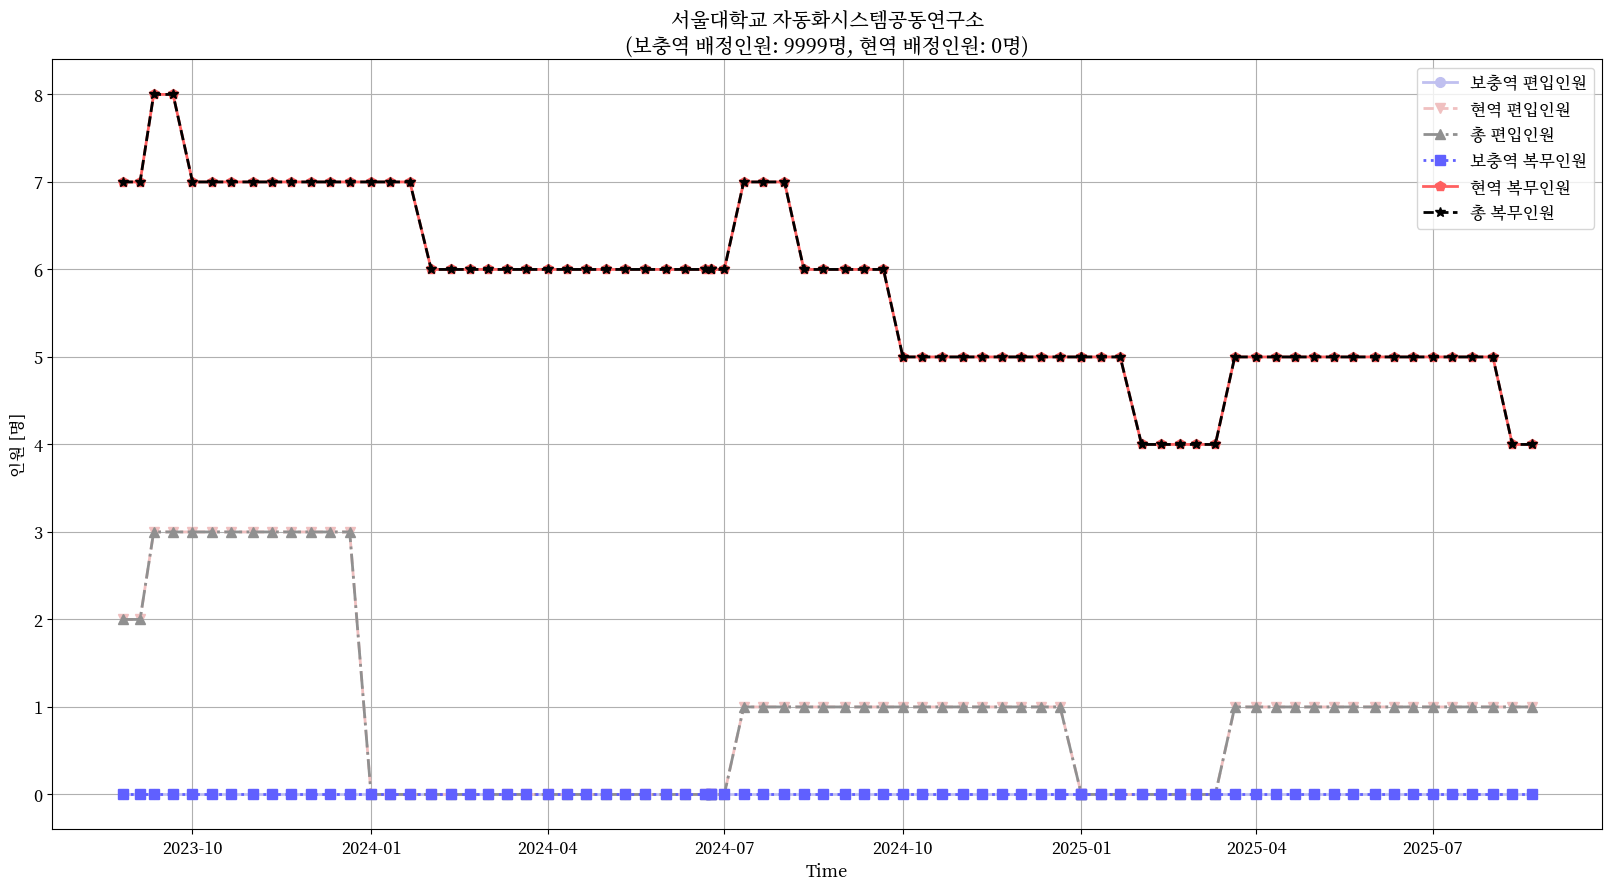 서울대학교 자동화시스템공동연구소
(보충역 배정인원: 9999명, 현역 배정인원: 0명)
보충역 편입인원
현역 편입인원
총 편입인원
보충역 복무인원
현역 복무인원
총 복무인원
인원 [명]
8
7
6
5
4
3
2
1
0
2023-10
2024-01
2024-04
2024-07
2024-10
2025-01
2025-04
2025-07
Time